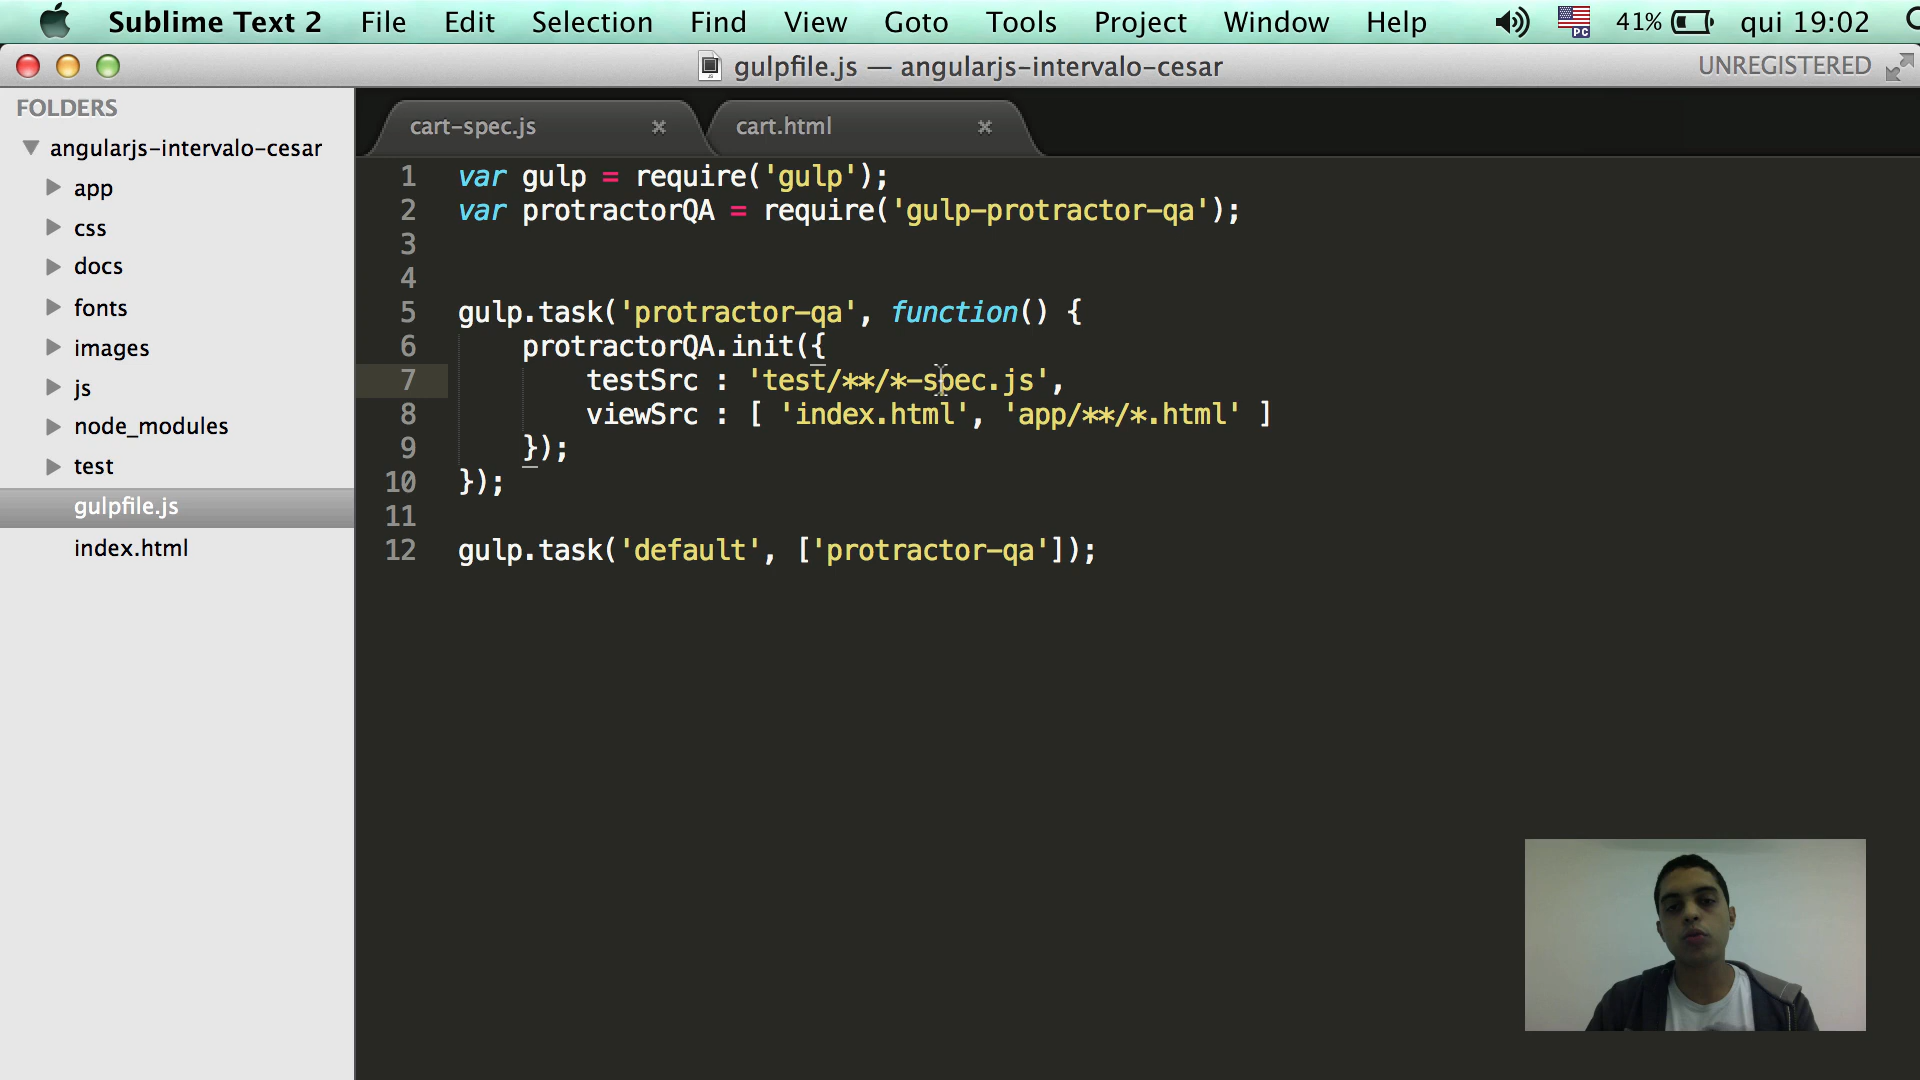 Sublime Text 2 File Edit Selection Find View Goto Tools Project Window Help PC 41% qui 19:02
gulpfile.js — angularjs-intervalo-cesar UNREGISTERED
FOLDERS
angularjs-intervalo-cesar
app
css
docs
fonts
images
js
node_modules
test
gulpfile.js
index.html
cart-spec.js × cart.html ×
1 var gulp = require('gulp');
2 var protractorQA = require('gulp-protractor-qa');
3
4
5 gulp.task('protractor-qa', function() {
6 protractorQA.init({
7 testSrc : 'test/**/*-spec.js',
8 viewSrc : [ 'index.html', 'app/**/*.html' ]
9 });
10 });
11
12 gulp.task('default', ['protractor-qa']);